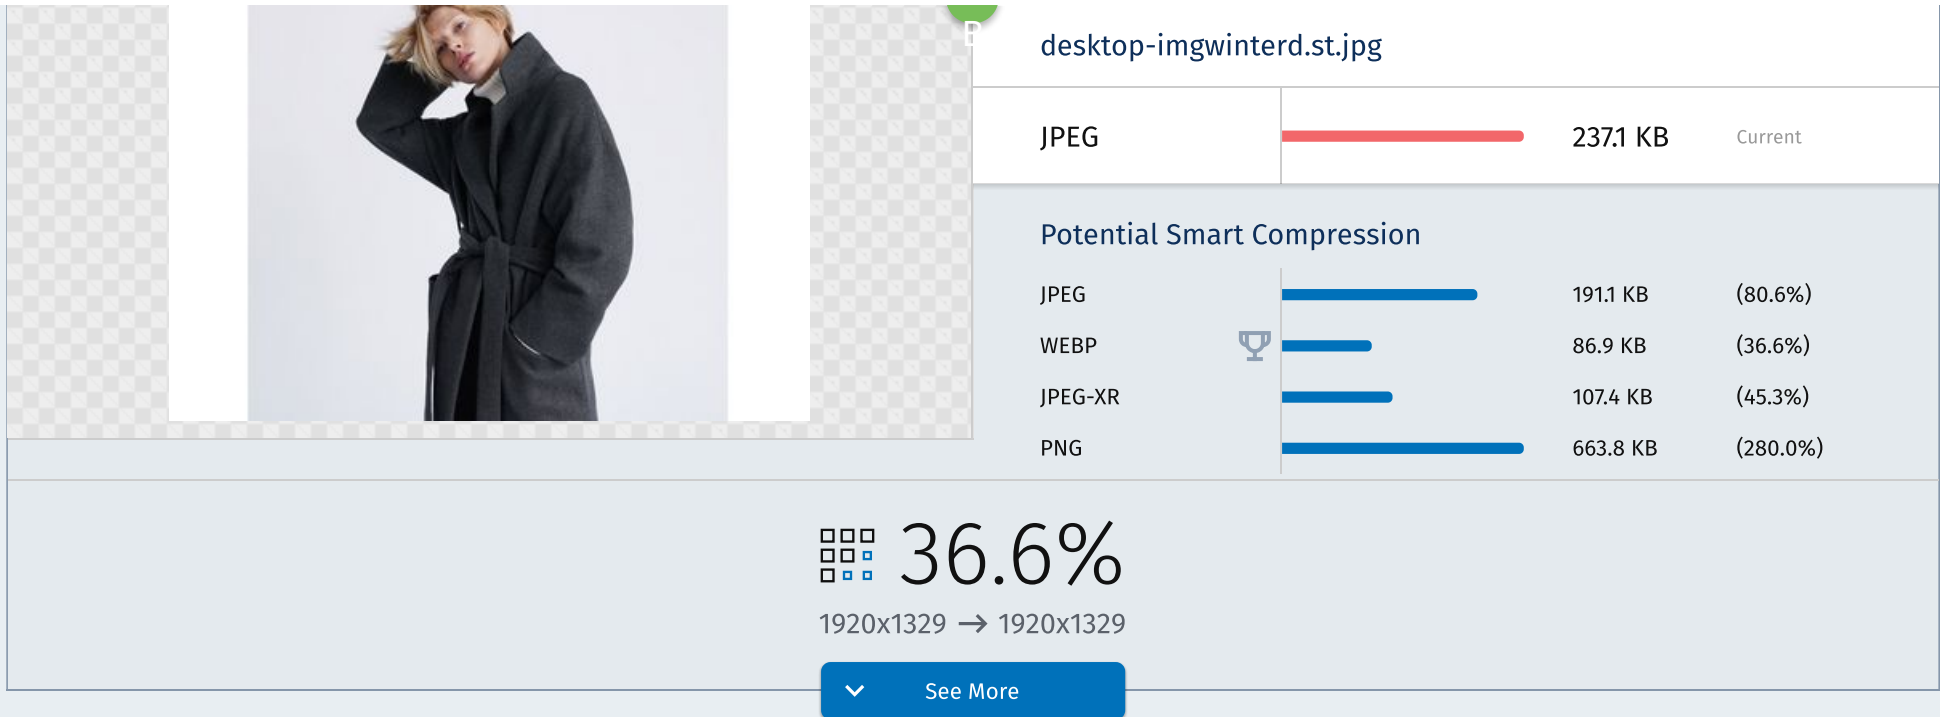 B
desktop-imgwinterd.st.jpg
JPEG 237.1 KB Current
Potential Smart Compression
JPEG 191.1 KB (80.6%)
WEBP 86.9 KB (36.6%)
JPEG-XR 107.4 KB (45.3%)
PNG 663.8 KB (280.0%)
36.6%
1920x1329 → 1920x1329
See More